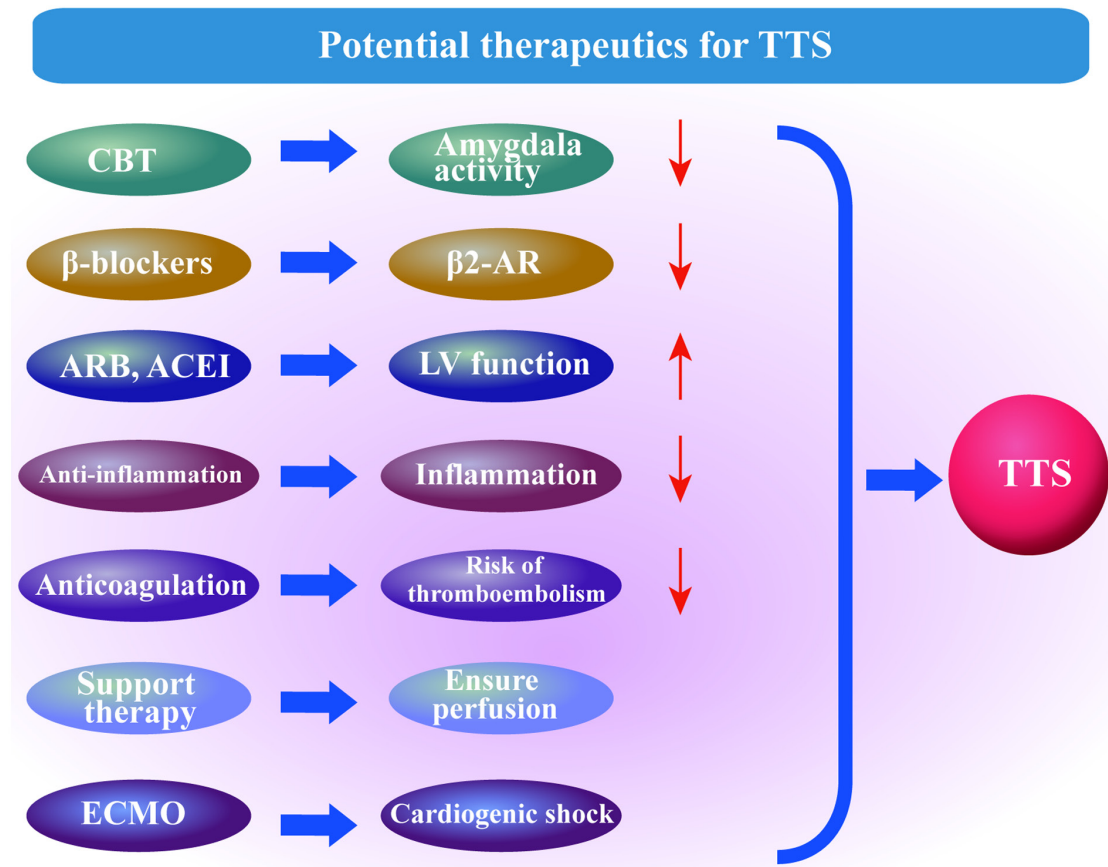 Potential therapeutics for TTS
CBT
Amygdala
activity
β-blockers
β2-AR
ARB, ACEI
LV function
Anti-inflammation
Inflammation
Anticoagulation
Risk of
thromboembolism
Support
therapy
Ensure
perfusion
ECMO
Cardiogenic shock
TTS